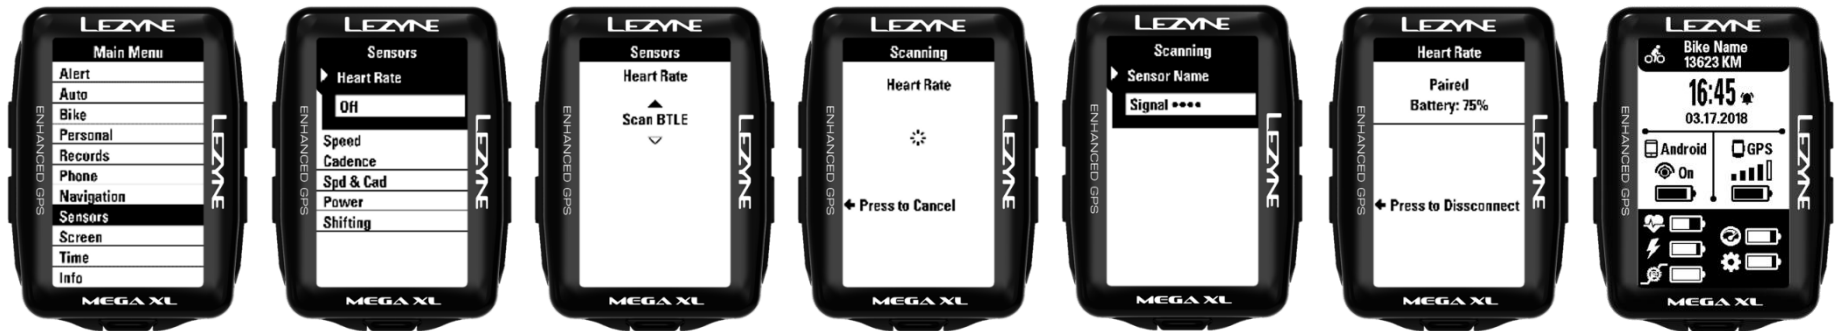 LEZYNE
Main Menu
Alert
Auto
Bike
Personal
Records
Phone
Navigation
Sensors
Screen
Time
Info
ENHANCED GPS
LEZYNE
MEGA XL
LEZYNE
Sensors
Heart Rate
Off
Speed
Cadence
Spd & Cad
Power
Shifting
ENHANCED GPS
LEZYNE
MEGA XL
LEZYNE
Sensors
Heart Rate
Scan BTLE
ENHANCED GPS
LEZYNE
MEGA XL
LEZYNE
Scanning
Heart Rate
Press to Cancel
ENHANCED GPS
LEZYNE
MEGA XL
LEZYNE
Scanning
Sensor Name
Signal
ENHANCED GPS
LEZYNE
MEGA XL
LEZYNE
Heart Rate
Paired
Battery: 75%
Press to Dissconnect
ENHANCED GPS
LEZYNE
MEGA XL
LEZYNE
Bike Name
13623 KM
16:45
03.17.2018
Android GPS
On
ENHANCED GPS
LEZYNE
MEGA XL